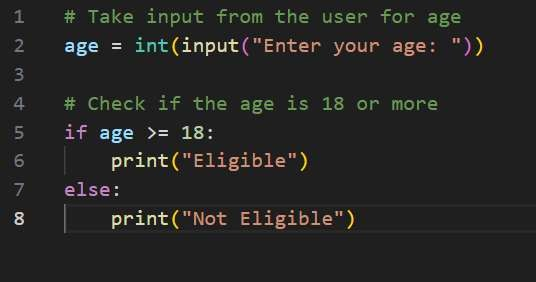 1 # Take input from the user for age
2 age = int(input("Enter your age: "))
3
4 # Check if the age is 18 or more
5 if age >= 18:
6     print("Eligible")
7 else:
8     print("Not Eligible")